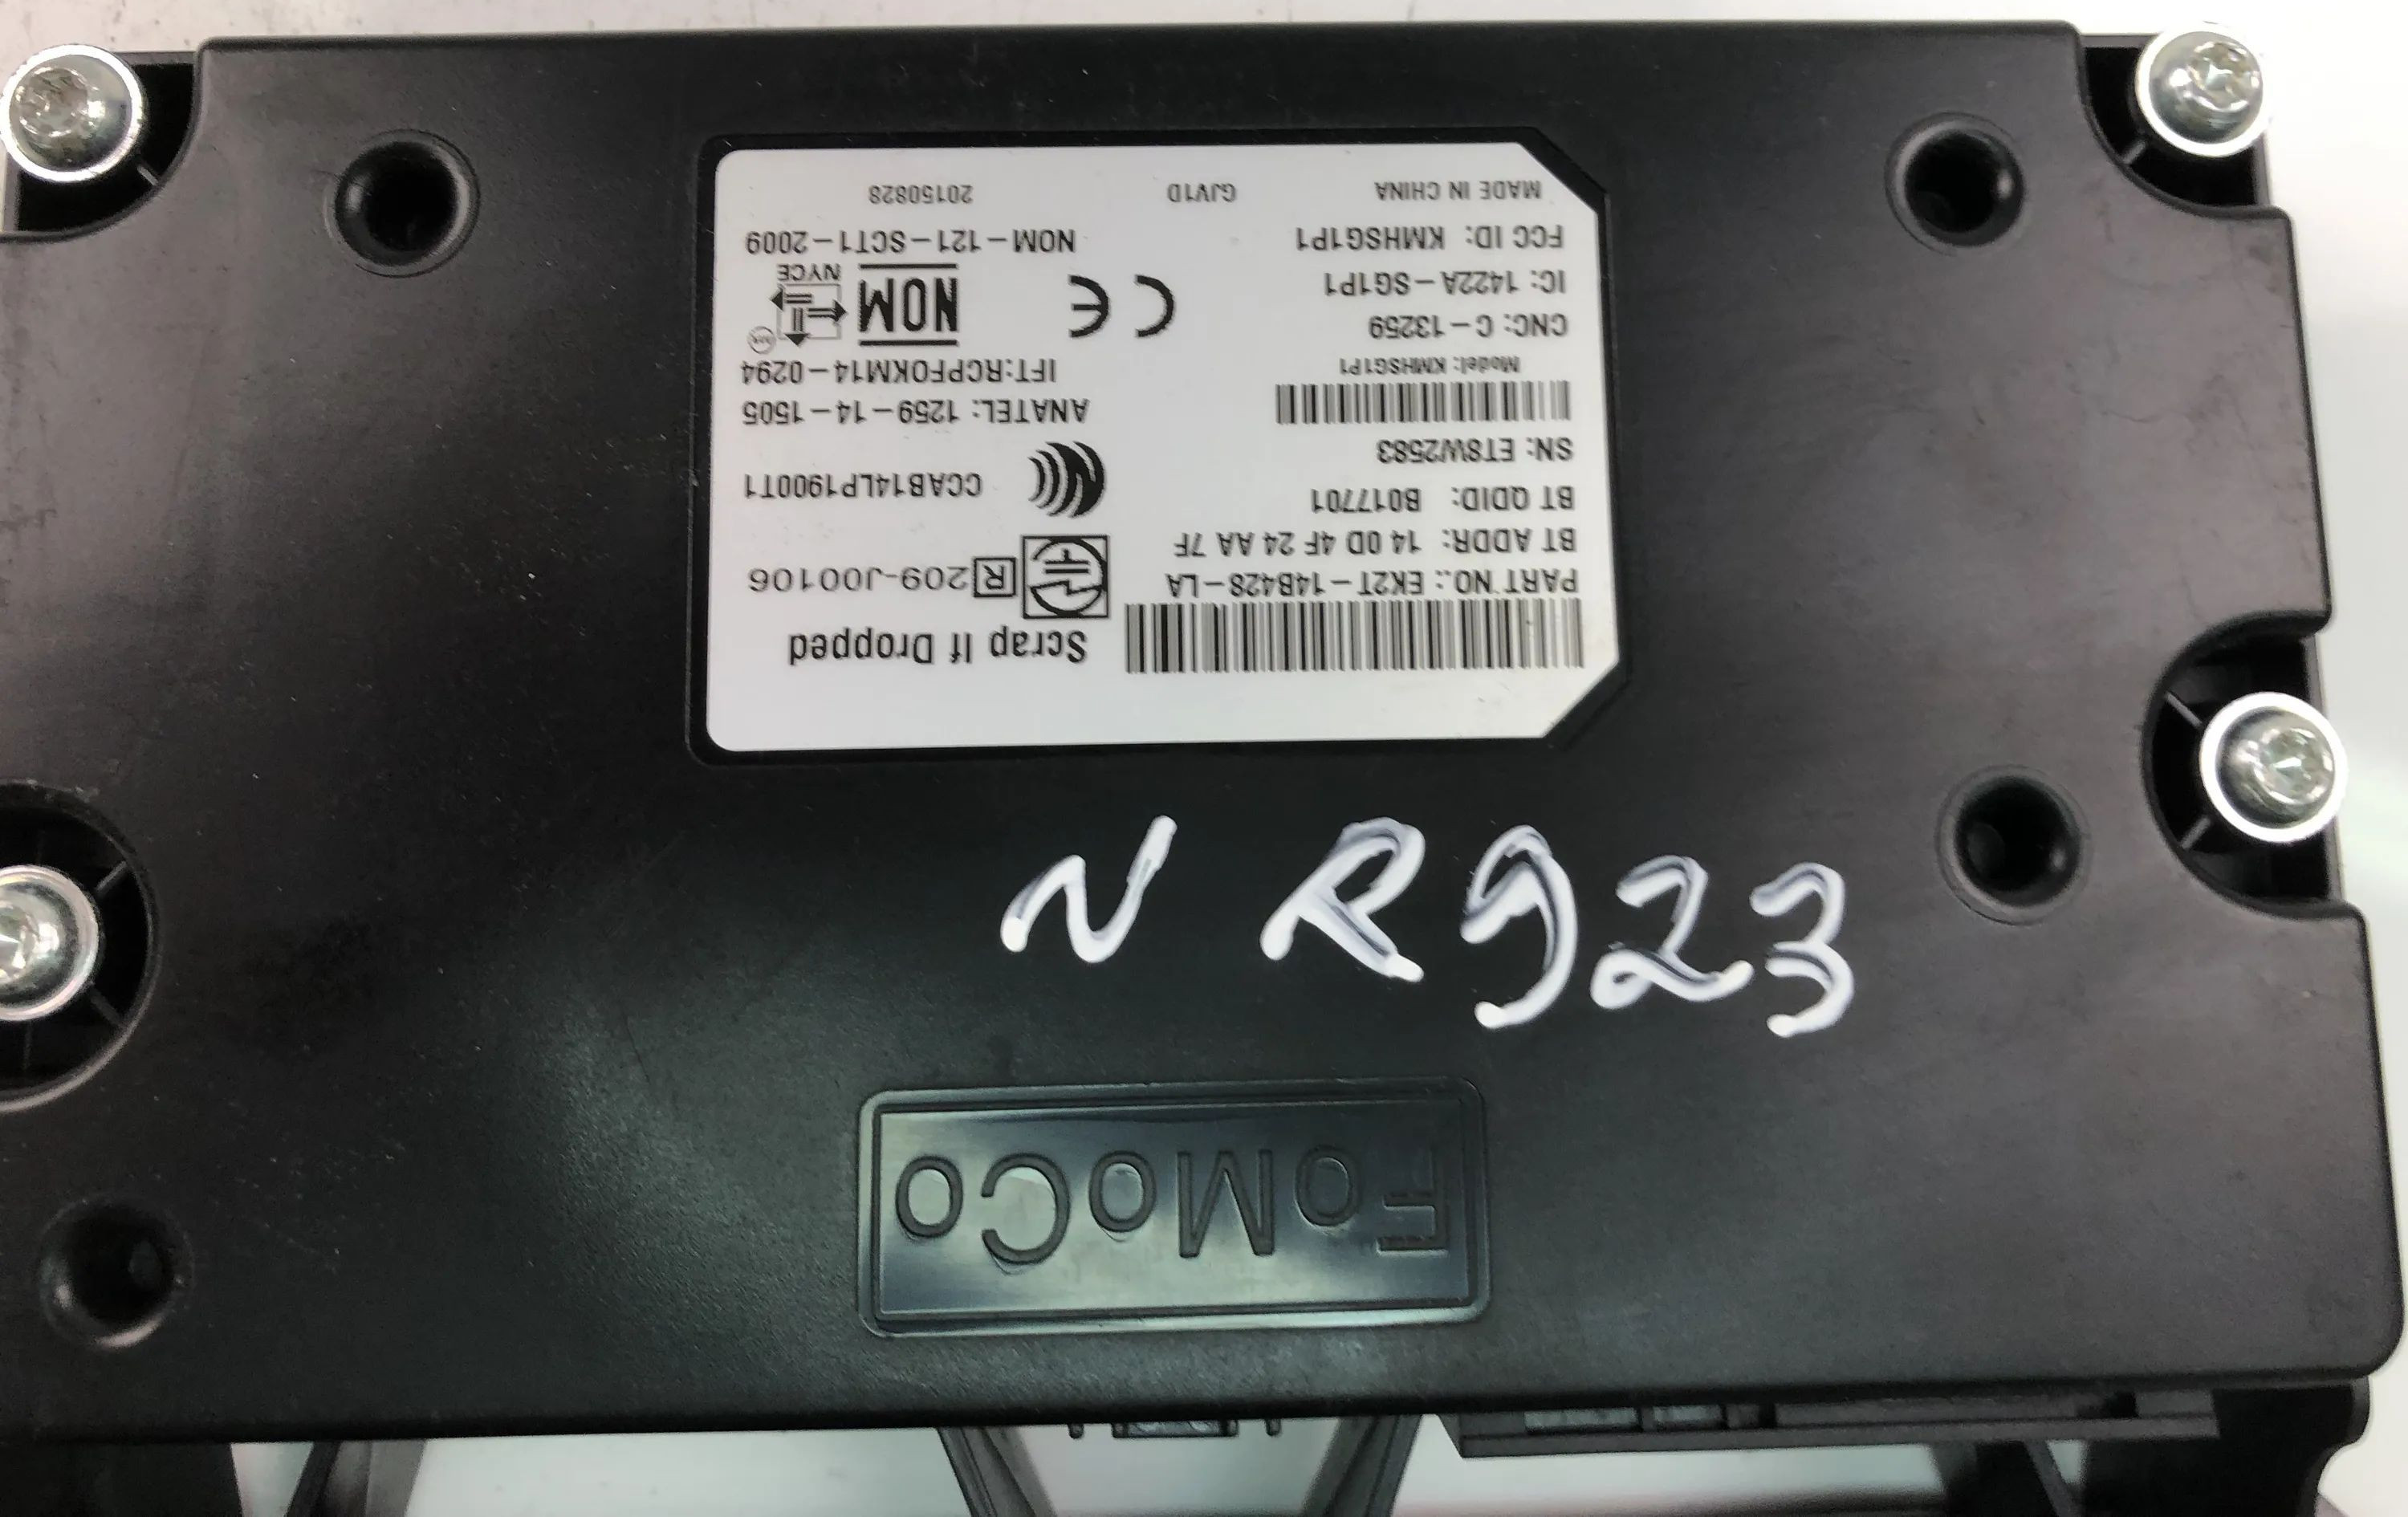 Scrap If Dropped
PART NO.: EK2T-14B428-LA
R 209-J00106
BT ADDR: 14 0D 4F 24 AA 7F
BT QDID: B017701
CCAB14LP1900T1
SN: ET8W2583
ANATEL: 1259-14-1505
Model: KMHSG1P1
IFT:RCPFOKM14-0294
CNC: C-13259
IC: 1422A-SG1P1
CE
NOM
NYCE
FCC ID: KMHSG1P1
NOM-121-SCT1-2009
MADE IN CHINA
GJV1D
20150828
N R923
FoMoCo